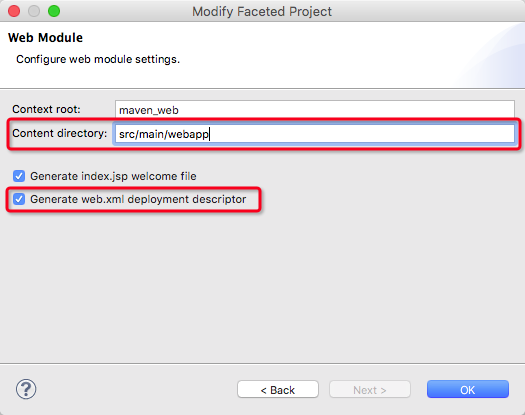 Modify Faceted Project
Web Module
Configure web module settings.
Context root: maven_web
Content directory: src/main/webapp
Generate index.jsp welcome file
Generate web.xml deployment descriptor
? < Back Next > OK